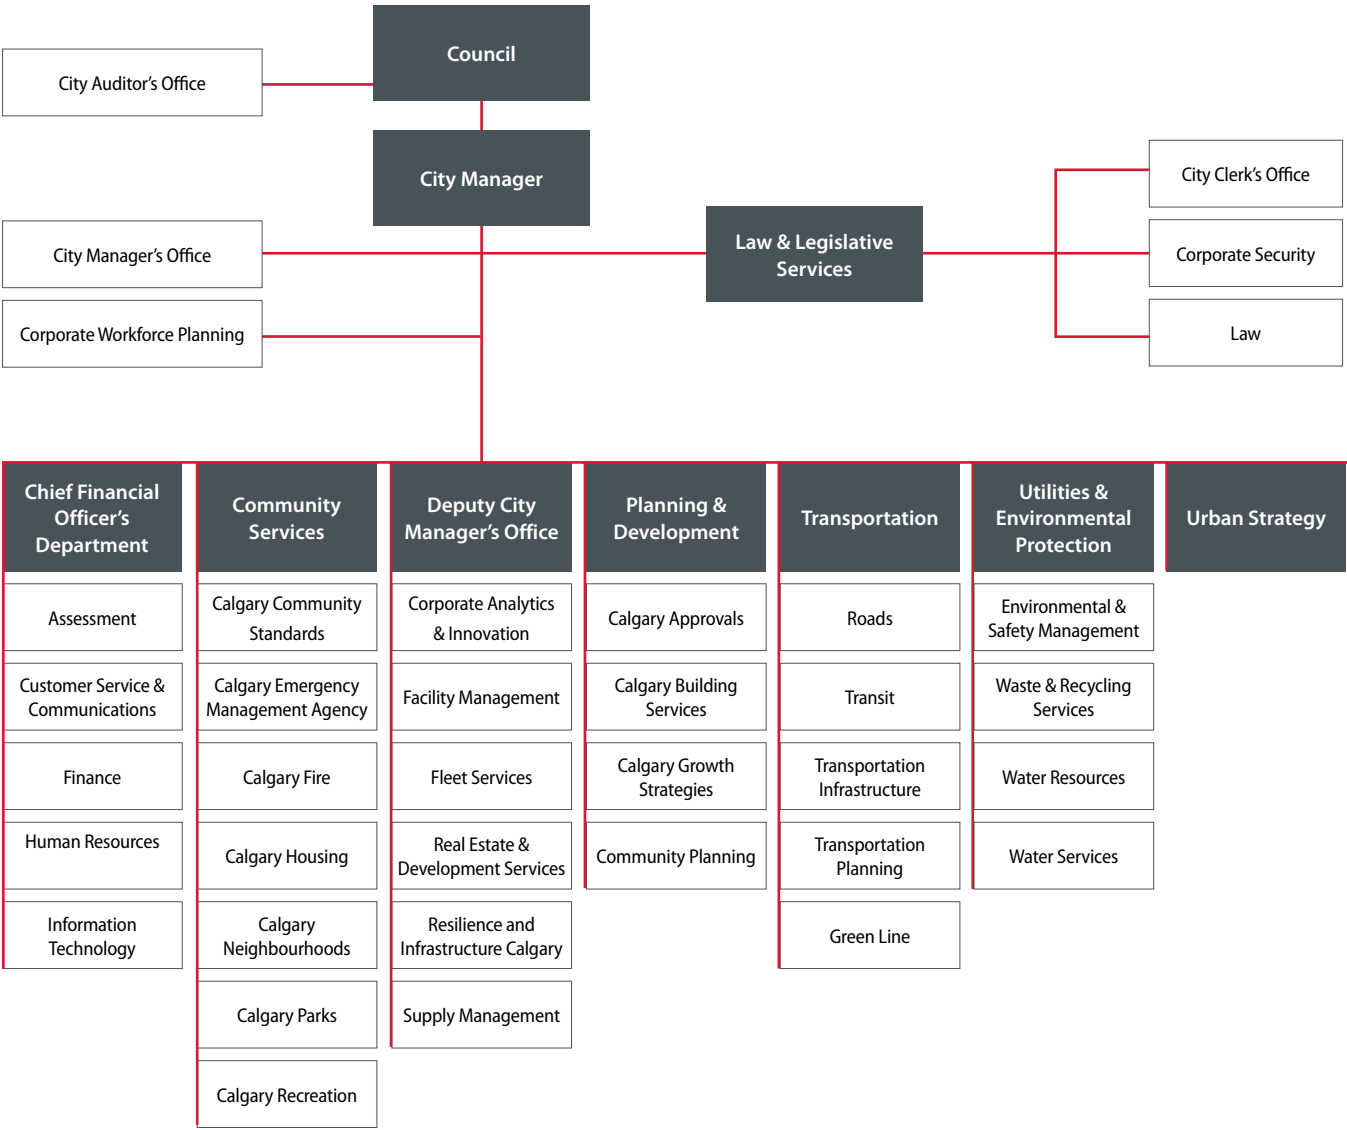 Council
City Auditor's Office
City Manager
City Clerk's Office
Law & Legislative
Services
City Manager's Office
Corporate Security
Corporate Workforce Planning
Law
Chief Financial
Officer's
Department
Assessment
Customer Service &
Communications
Finance
Human Resources
Information
Technology
Community
Services
Calgary Community
Standards
Calgary Emergency
Management Agency
Calgary Fire
Calgary Housing
Calgary
Neighbourhoods
Calgary Parks
Calgary Recreation
Deputy City
Manager's Office
Corporate Analytics
& Innovation
Facility Management
Fleet Services
Real Estate &
Development Services
Resilience and
Infrastructure Calgary
Supply Management
Planning &
Development
Calgary Approvals
Calgary Building
Services
Calgary Growth
Strategies
Community Planning
Transportation
Roads
Transit
Transportation
Infrastructure
Transportation
Planning
Green Line
Utilities &
Environmental
Protection
Environmental &
Safety Management
Waste & Recycling
Services
Water Resources
Water Services
Urban Strategy